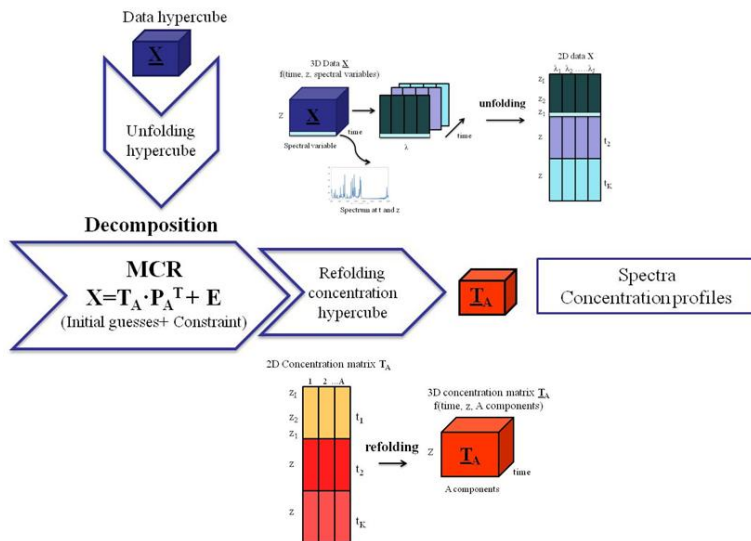 Data hypercube
X
Unfolding
hypercube
3D Data X
f(time, z, spectral variables)
z
X
time
Spectral variable
λ
time
unfolding
Spectrum at t and z
2D data X
λ1 λ2 ......λJ
z1
z2
z1
z
t2
z
tK
Decomposition
MCR
X=TA·PAT + E
(Initial guesses+ Constraint)
Refolding
concentration
hypercube
TA
Spectra
Concentration profiles
2D Concentration matrix TA
1 2 ...A
z1
z2
z1
t1
z
t2
z
tK
refolding
3D concentration matrix TA
f(time, z, A components)
z
TA
time
A components